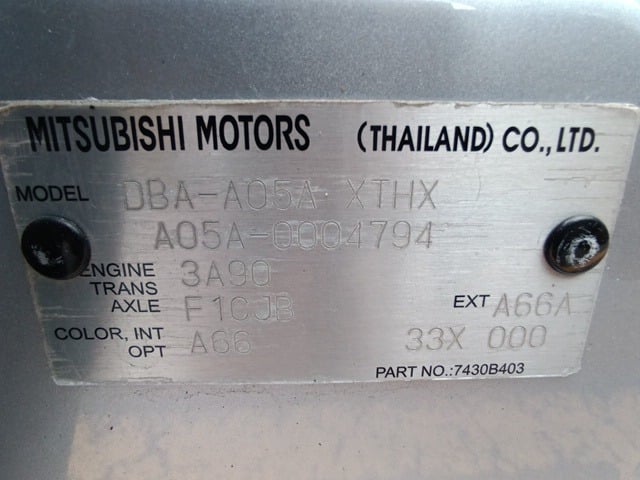 MITSUBISHI MOTORS (THAILAND) CO., LTD.
MODEL DBA-A05A XTHX
A05A-0004794
ENGINE 3A90
TRANS AXLE F1CJB EXT A66A
COLOR, INT OPT A66 33X 000
PART NO.:7430B403